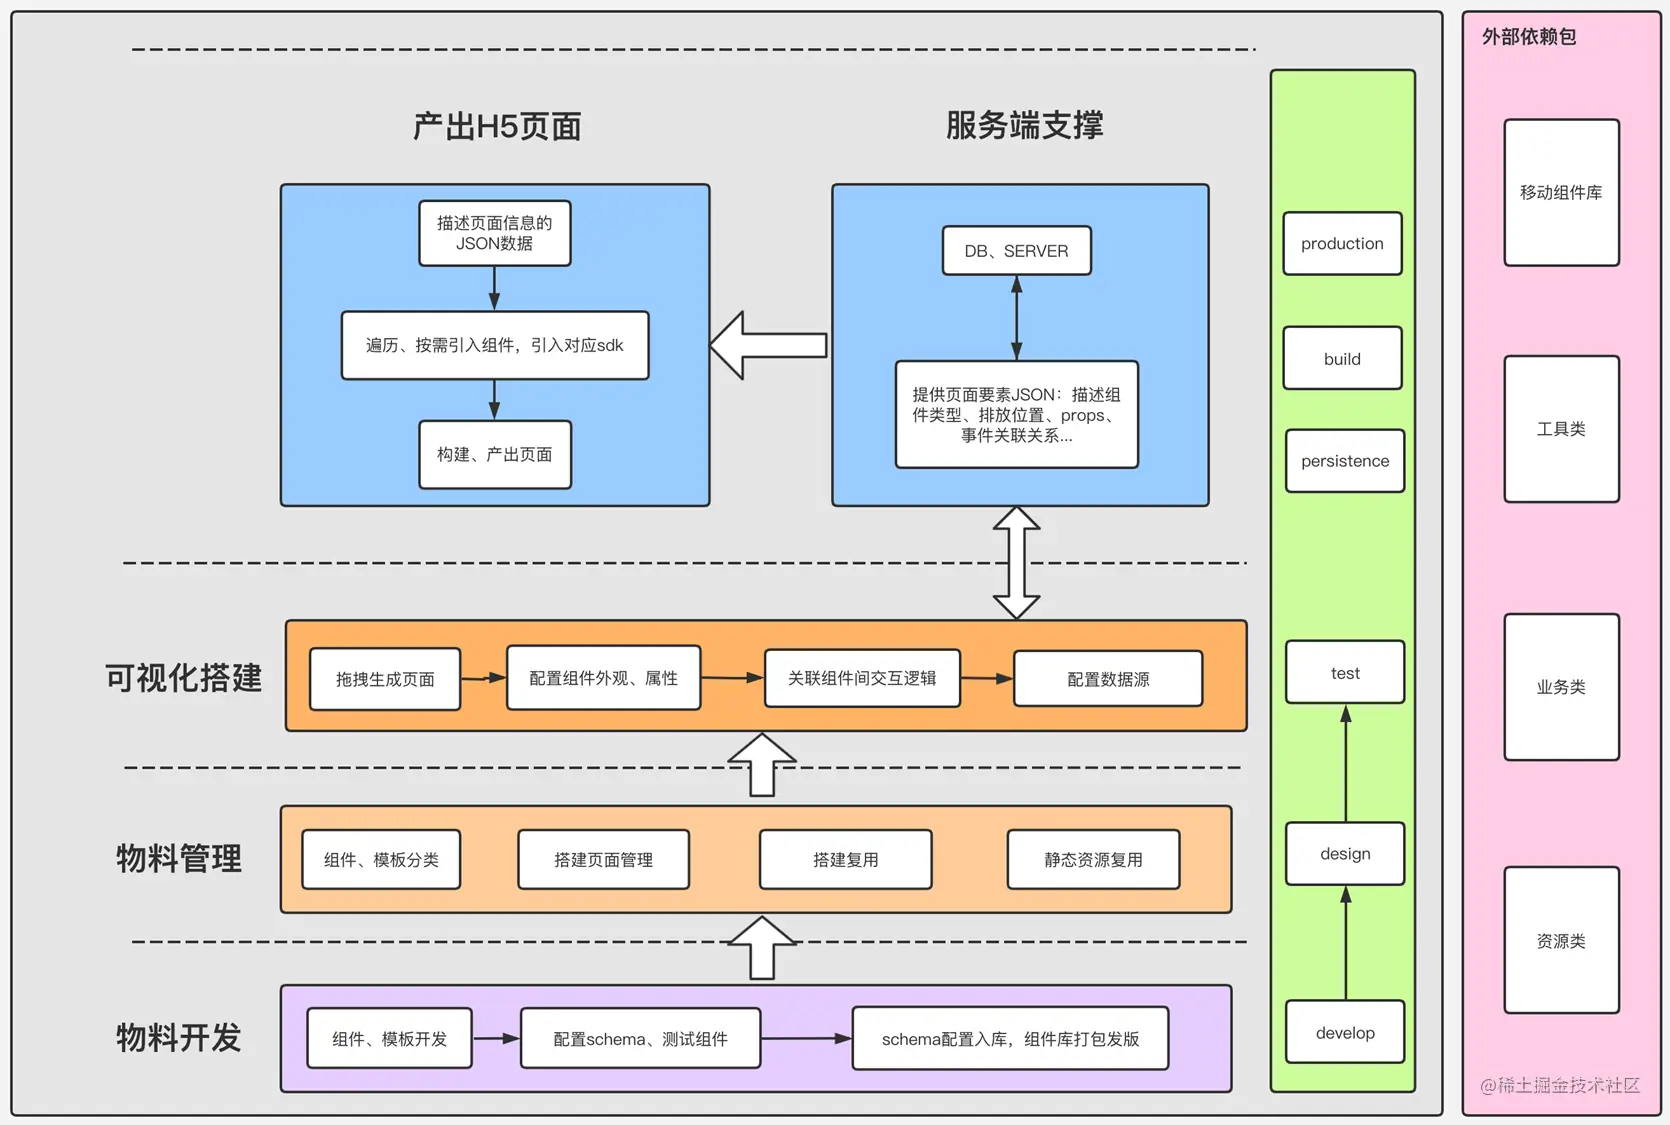 产出H5页面
描述页面信息的
JSON数据
遍历、按需引入组件，引入对应sdk
构建、产出页面
服务端支撑
DB、SERVER
提供页面要素JSON：描述组
件类型、排放位置、props、
事件关联关系...
可视化搭建
拖拽生成页面
配置组件外观、属性
关联组件间交互逻辑
配置数据源
物料管理
组件、模板分类
搭建页面管理
搭建复用
静态资源复用
物料开发
组件、模板开发
配置schema、测试组件
schema配置入库，组件库打包发版
production
build
persistence
test
design
develop
外部依赖包
移动组件库
工具类
业务类
资源类
@稀土掘金技术社区